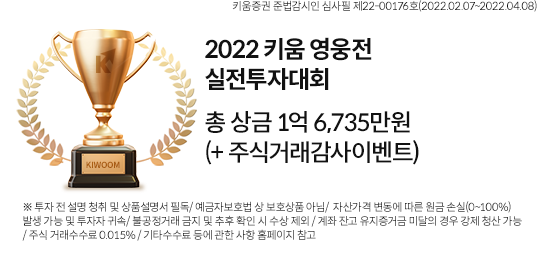 키움증권 준법감시인 심사필 제22-00176호(2022.02.07~2022.04.08)
2022 키움 영웅전
실전투자대회
총 상금 1억 6,735만원
(+ 주식거래감사이벤트)
K
KIWOOM
※ 투자 전 설명 청취 및 상품설명서 필독/ 예금자보호법 상 보호상품 아님/ 자산가격 변동에 따른 원금 손실(0~100%)
발생 가능 및 투자자 귀속/ 불공정거래 금지 및 추후 확인 시 수상 제외 / 계좌 잔고 유지증거금 미달의 경우 강제 청산 가능
/ 주식 거래수수료 0.015% / 기타수수료 등에 관한 사항 홈페이지 참고